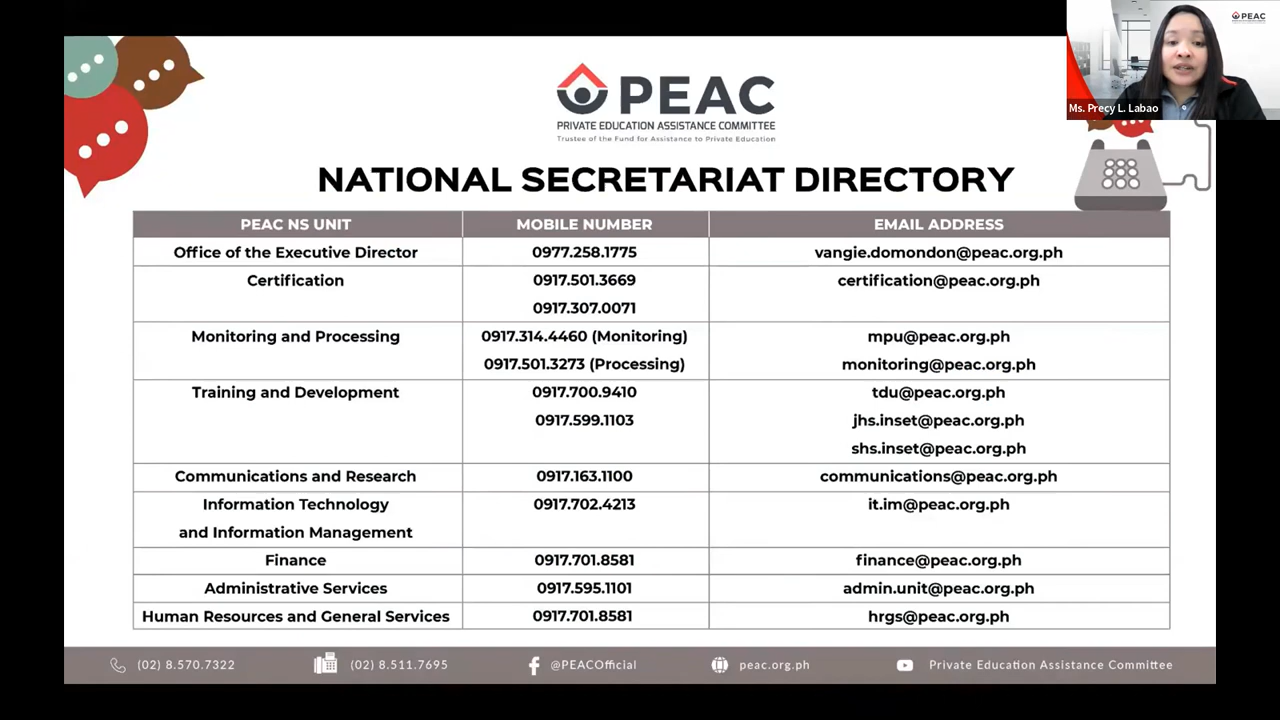 PEAC
Ms. Precy L. Labao
PEAC
PRIVATE EDUCATION ASSISTANCE COMMITTEE
Trustee of the Fund for Assistance to Private Education
NATIONAL SECRETARIAT DIRECTORY
PEAC NS UNIT MOBILE NUMBER EMAIL ADDRESS
Office of the Executive Director 0977.258.1775 vangie.domondon@peac.org.ph
Certification 0917.501.3669 certification@peac.org.ph
0917.307.0071
Monitoring and Processing 0917.314.4460 (Monitoring) mpu@peac.org.ph
0917.501.3273 (Processing) monitoring@peac.org.ph
Training and Development 0917.700.9410 tdu@peac.org.ph
0917.599.1103 jhs.inset@peac.org.ph
shs.inset@peac.org.ph
Communications and Research 0917.163.1100 communications@peac.org.ph
Information Technology 0917.702.4213 it.im@peac.org.ph
and Information Management
Finance 0917.701.8581 finance@peac.org.ph
Administrative Services 0917.595.1101 admin.unit@peac.org.ph
Human Resources and General Services 0917.701.8581 hrgs@peac.org.ph
(02) 8.570.7322 (02) 8.511.7695 @PEACOfficial peac.org.ph Private Education Assistance Committee